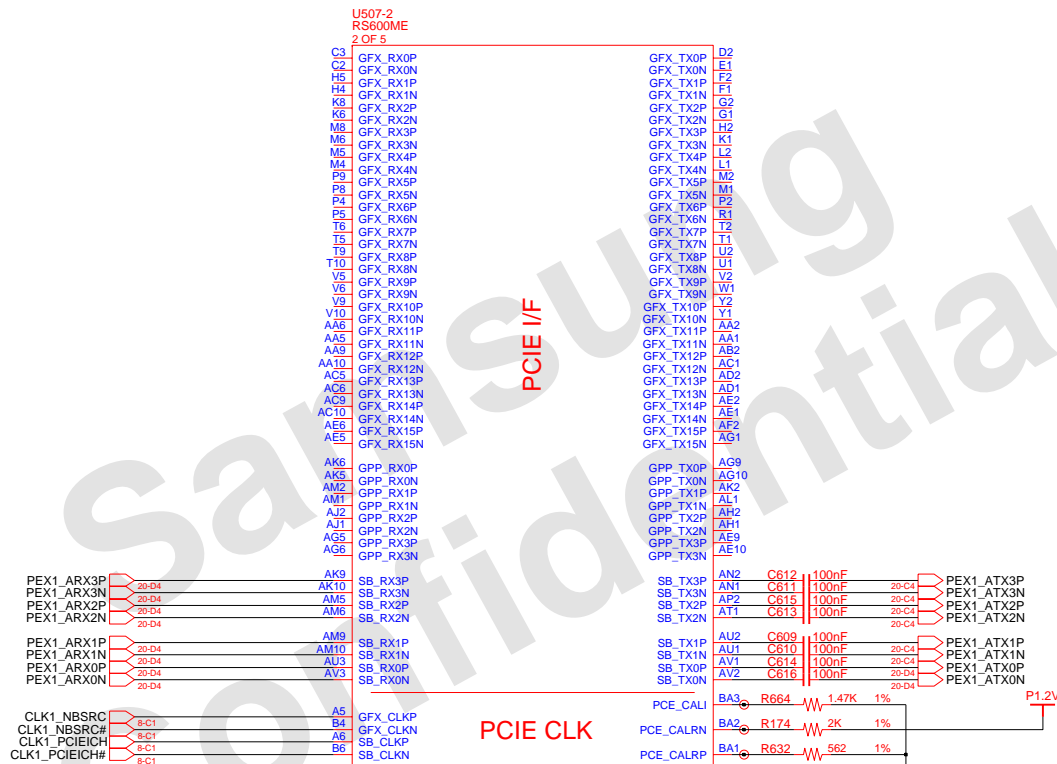 U507-2
RS600ME
2 OF 5
C3 GFX_RX0P GFX_TX0P D2
C2 GFX_RX0N GFX_TX0N E1
H5 GFX_RX1P GFX_TX1P F2
H4 GFX_RX1N GFX_TX1N F1
K8 GFX_RX2P GFX_TX2P G2
K6 GFX_RX2N GFX_TX2N G1
M8 GFX_RX3P GFX_TX3P H2
M6 GFX_RX3N GFX_TX3N K1
M5 GFX_RX4P GFX_TX4P L2
M4 GFX_RX4N GFX_TX4N L1
P9 GFX_RX5P GFX_TX5P M2
P8 GFX_RX5N GFX_TX5N M1
P4 GFX_RX6P GFX_TX6P P2
P5 GFX_RX6N GFX_TX6N R1
T6 GFX_RX7P GFX_TX7P T2
T5 GFX_RX7N GFX_TX7N T1
T9 GFX_RX8P GFX_TX8P U2
T10 GFX_RX8N GFX_TX8N U1
V5 GFX_RX9P GFX_TX9P V2
V6 GFX_RX9N GFX_TX9N W1
V9 GFX_RX10P GFX_TX10P Y2
V10 GFX_RX10N GFX_TX10N Y1
AA6 GFX_RX11P GFX_TX11P AA2
AA5 GFX_RX11N GFX_TX11N AA1
AA9 GFX_RX12P GFX_TX12P AB2
AA10 GFX_RX12N GFX_TX12N AC1
AC5 GFX_RX13P GFX_TX13P AD2
AC6 GFX_RX13N GFX_TX13N AD1
AC9 GFX_RX14P GFX_TX14P AE2
AC10 GFX_RX14N GFX_TX14N AE1
AE6 GFX_RX15P GFX_TX15P AF2
AE5 GFX_RX15N GFX_TX15N AG1
PCIE I/F
AK6 GPP_RX0P GPP_TX0P AG9
AK5 GPP_RX0N GPP_TX0N AG10
AM2 GPP_RX1P GPP_TX1P AK2
AM1 GPP_RX1N GPP_TX1N AL1
AJ2 GPP_RX2P GPP_TX2P AH2
AJ1 GPP_RX2N GPP_TX2N AH1
AG5 GPP_RX3P GPP_TX3P AE9
AG6 GPP_RX3N GPP_TX3N AE10
PEX1_ARX3P 20-D4 AK9 SB_RX3P SB_TX3P AN2 C612 100nF 20-C4 PEX1_ATX3P
PEX1_ARX3N 20-D4 AK10 SB_RX3N SB_TX3N AN1 C611 100nF 20-C4 PEX1_ATX3N
PEX1_ARX2P 20-D4 AM5 SB_RX2P SB_TX2P AP2 C615 100nF 20-C4 PEX1_ATX2P
PEX1_ARX2N 20-D4 AM6 SB_RX2N SB_TX2N AT1 C613 100nF 20-C4 PEX1_ATX2N
PEX1_ARX1P 20-D4 AM9 SB_RX1P SB_TX1P AU2 C609 100nF 20-C4 PEX1_ATX1P
PEX1_ARX1N 20-D4 AM10 SB_RX1N SB_TX1N AU1 C610 100nF 20-C4 PEX1_ATX1N
PEX1_ARX0P 20-D4 AU3 SB_RX0P SB_TX0P AV1 C614 100nF 20-D4 PEX1_ATX0P
PEX1_ARX0N 20-D4 AV3 SB_RX0N SB_TX0N AV2 C616 100nF 20-D4 PEX1_ATX0N
PCE_CALI BA3 R664 1.47K 1% P1.2V
CLK1_NBSRC 8-C1 A5 GFX_CLKP
CLK1_NBSRC# 8-C1 B4 GFX_CLKN PCIE CLK PCE_CALRN BA2 R174 2K 1%
CLK1_PCIEICH 8-C1 A6 SB_CLKP
CLK1_PCIEICH# 8-C1 B6 SB_CLKN PCE_CALRP BA1 R632 562 1%
Samsung
Confidential